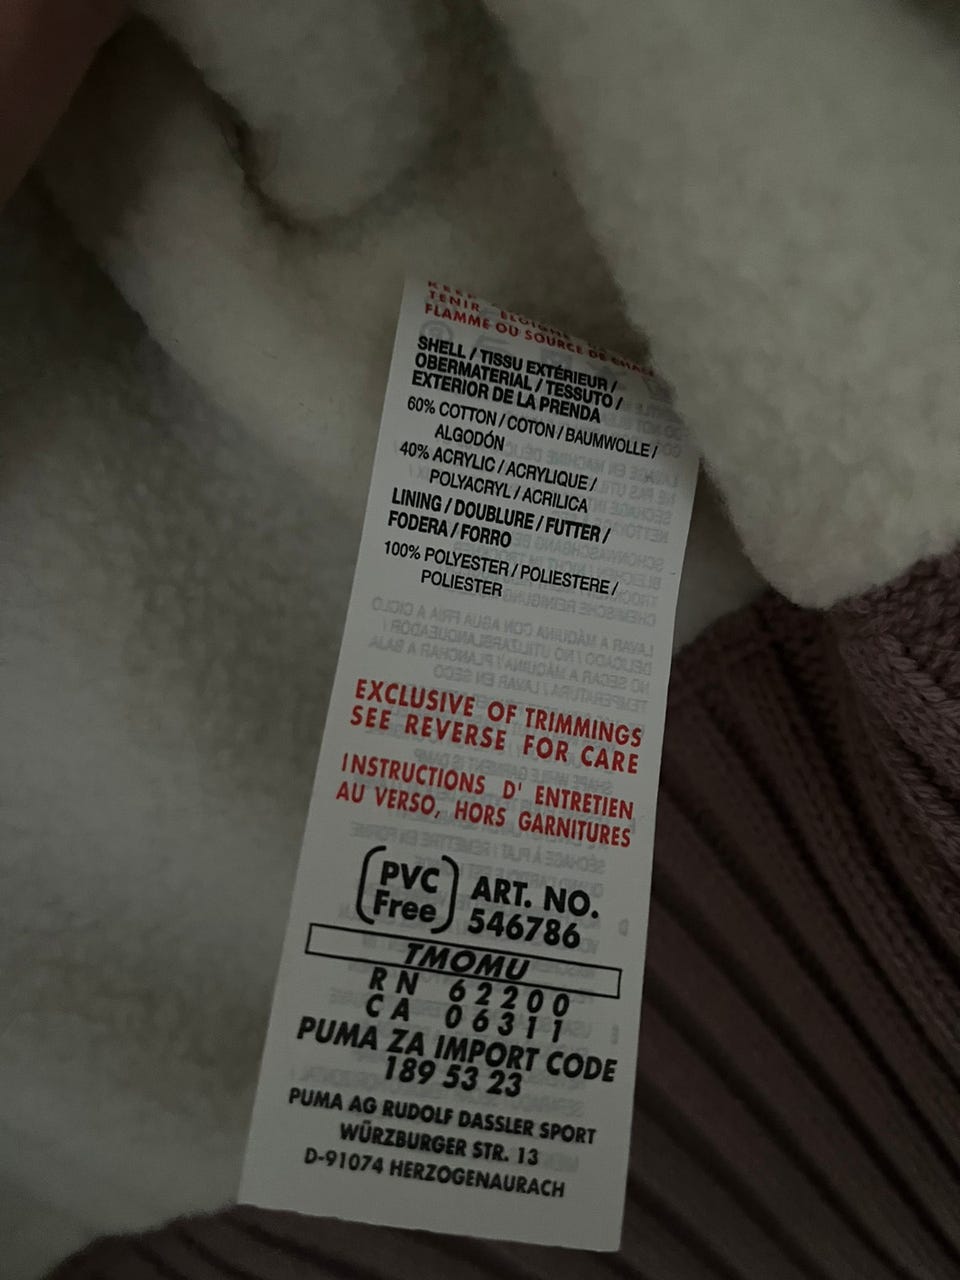 TENIR ELOIGNE
FLAMME OU SOURCE DE CHAL
SHELL / TISSU EXTÉRIEUR /
OBERMATERIAL / TESSUTO /
EXTERIOR DE LA PRENDA
60% COTTON / COTON / BAUMWOLLE /
ALGODÓN
40% ACRYLIC / ACRYLIQUE /
POLYACRYL / ACRILICA
LINING / DOUBLURE / FUTTER /
FODERA / FORRO
100% POLYESTER / POLIESTERE /
POLIESTER
EXCLUSIVE OF TRIMMINGS
SEE REVERSE FOR CARE
INSTRUCTIONS D' ENTRETIEN
AU VERSO, HORS GARNITURES
PVC
Free
ART. NO.
546786
TMOMU
RN 62200
CA 06311
PUMA ZA IMPORT CODE
189 53 23
PUMA AG RUDOLF DASSLER SPORT
WÜRZBURGER STR. 13
D-91074 HERZOGENAURACH